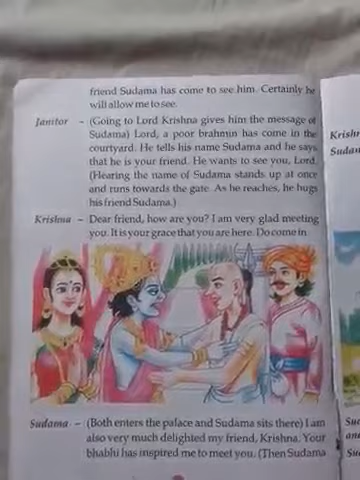 friend Sudama has come to see him. Certainly he
will allow me to see.
Janitor – (Going to Lord Krishna gives him the message of
Sudama) Lord, a poor brahmin has come in the
courtyard. He tells his name Sudama and he says
that he is your friend. He wants to see you, Lord.
(Hearing the name of Sudama stands up at once
and runs towards the gate. As he reaches, he hugs
his friend Sudama.)
Krishna – Dear friend, how are you? I am very glad meeting
you. It is your grace that you are here. Do come in.
Sudama – (Both enters the palace and Sudama sits there) I am
also very much delighted my friend, Krishna. Your
bhabhi has inspired me to meet you. (Then Sudama
Krishn
Sudan
Sud
and
Su